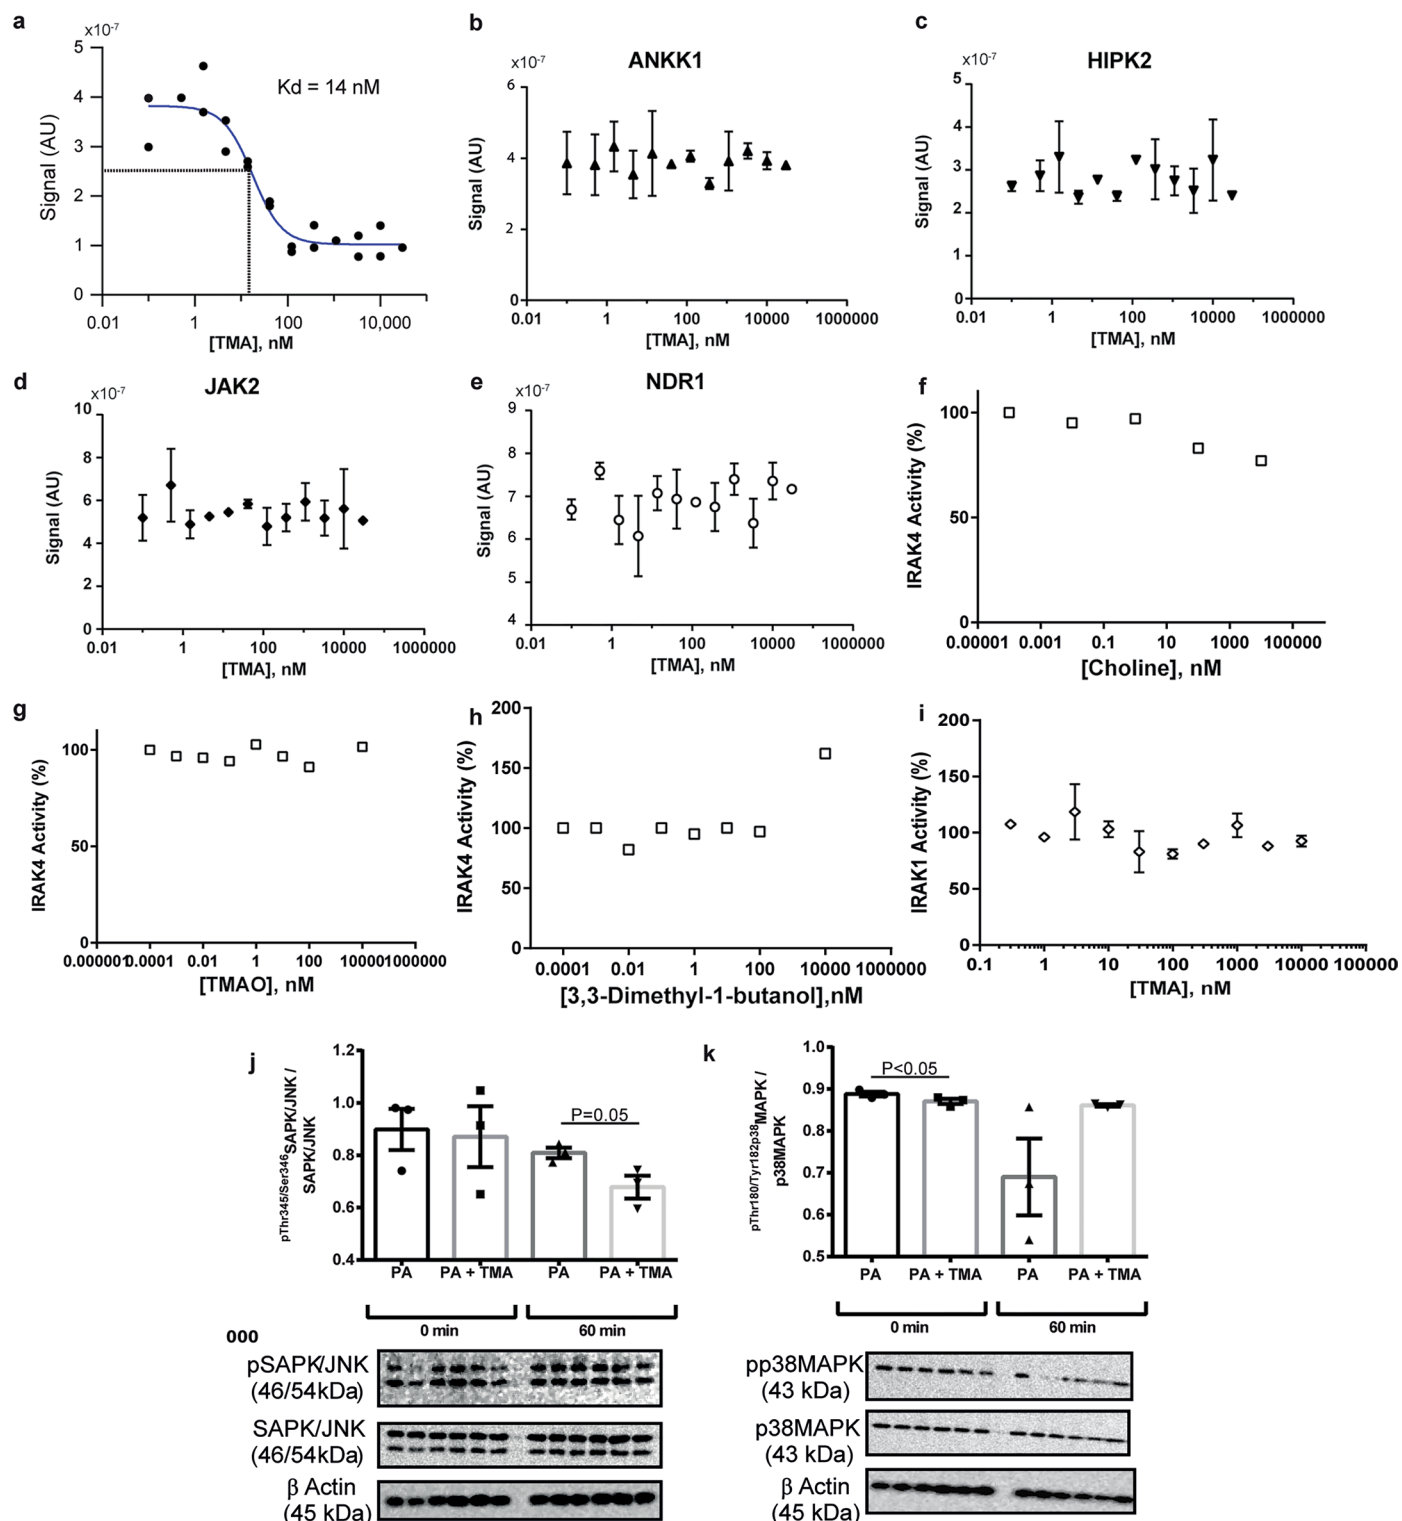 a
x10-7
5
4
3
2
1
0
Signal (AU)
Kd = 14 nM
0.01
1
100
10,000
[TMA], nM
b
ANKK1
x10-7
6
4
2
0
Signal (AU)
0.01
1
100
10000
1000000
[TMA], nM
c
HIPK2
x10-7
5
4
3
2
1
0
Signal (AU)
0.01
1
100
10000
1000000
[TMA], nM
d
JAK2
x10-7
10
8
6
4
2
0
Signal (AU)
0.01
1
100
10000
1000000
[TMA], nM
e
NDR1
x10-7
9
8
7
6
5
4
Signal (AU)
0.01
1
100
10000
1000000
[TMA], nM
f
100
50
0
IRAK4 Activity (%)
0.00001
0.001
0.1
10
1000
100000
[Choline], nM
g
100
50
0
IRAK4 Activity (%)
0.000001
0.0001
0.01
1
100
10000
1000000
[TMAO], nM
h
200
150
100
50
0
IRAK4 Activity (%)
0.0001
0.01
1
100
10000
1000000
[3,3-Dimethyl-1-butanol],nM
i
200
150
100
50
0
IRAK1 Activity (%)
0.1
1
10
100
1000
10000
100000
[TMA], nM
j
1.2
1.0
0.8
0.6
0.4
pThr345/Ser346SAPK/JNK /
SAPK/JNK
P=0.05
PA
PA + TMA
PA
PA + TMA
0 min
60 min
000
pSAPK/JNK
(46/54kDa)
SAPK/JNK
(46/54kDa)
β Actin
(45 kDa)
k
1.0
0.9
0.8
0.7
0.6
0.5
pThr180/Tyr182p38MAPK /
p38MAPK
P<0.05
PA
PA + TMA
PA
PA + TMA
0 min
60 min
pp38MAPK
(43 kDa)
p38MAPK
(43 kDa)
β Actin
(45 kDa)